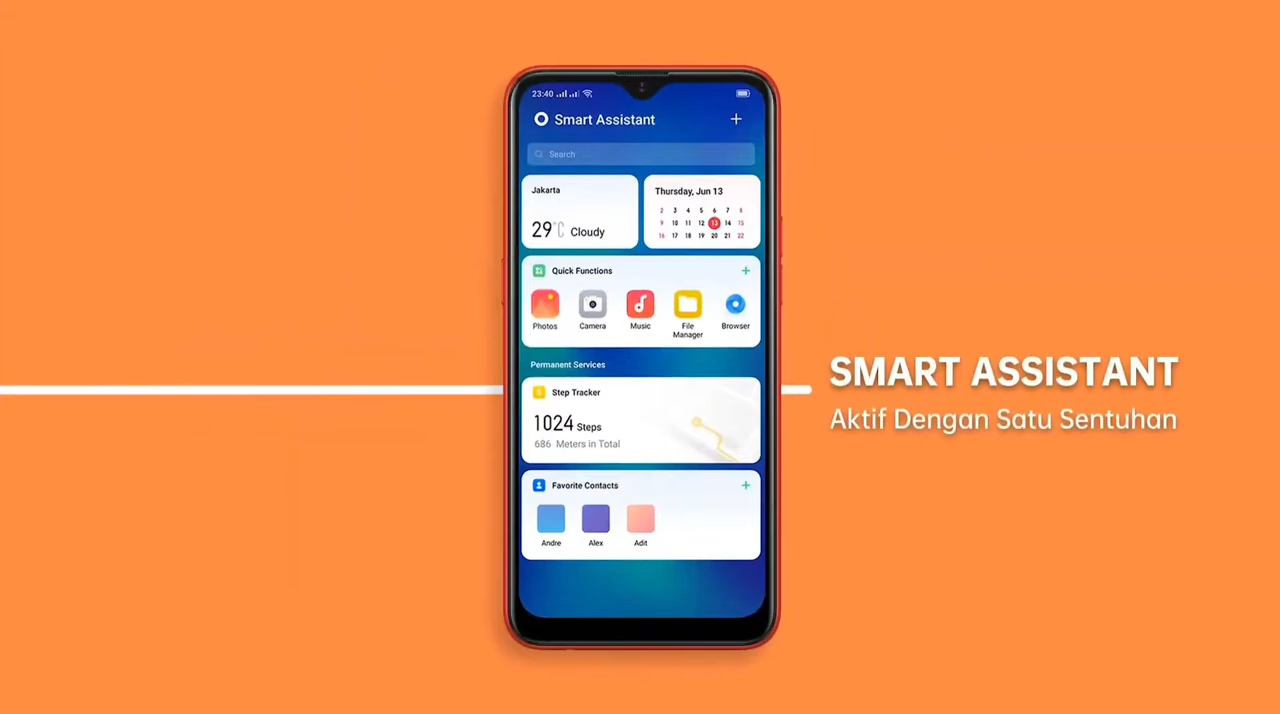 23:40
Smart Assistant
Search
Jakarta
29°C Cloudy
Thursday, Jun 13
2 3 4 5 6 7 8
9 10 11 12 13 14 15
16 17 18 19 20 21 22
Quick Functions
Photos
Camera
Music
File
Manager
Browser
Permanent Services
Step Tracker
1024 Steps
686 Meters in Total
Favorite Contacts
Andre
Alex
Adit
SMART ASSISTANT
Aktif Dengan Satu Sentuhan